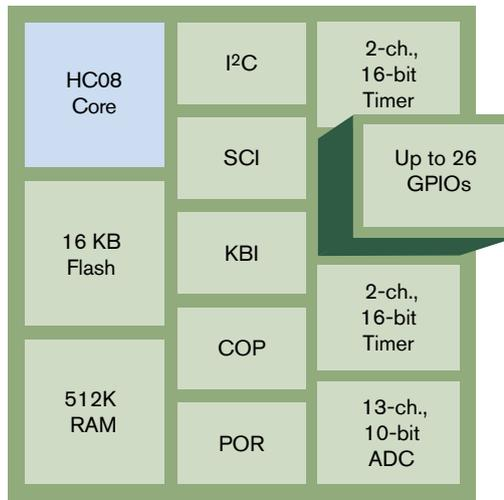 HC08
Core
16 KB
Flash
512K
RAM
I²C
SCI
KBI
COP
POR
2-ch.,
16-bit
Timer
Up to 26
GPIOs
2-ch.,
16-bit
Timer
13-ch.,
10-bit
ADC